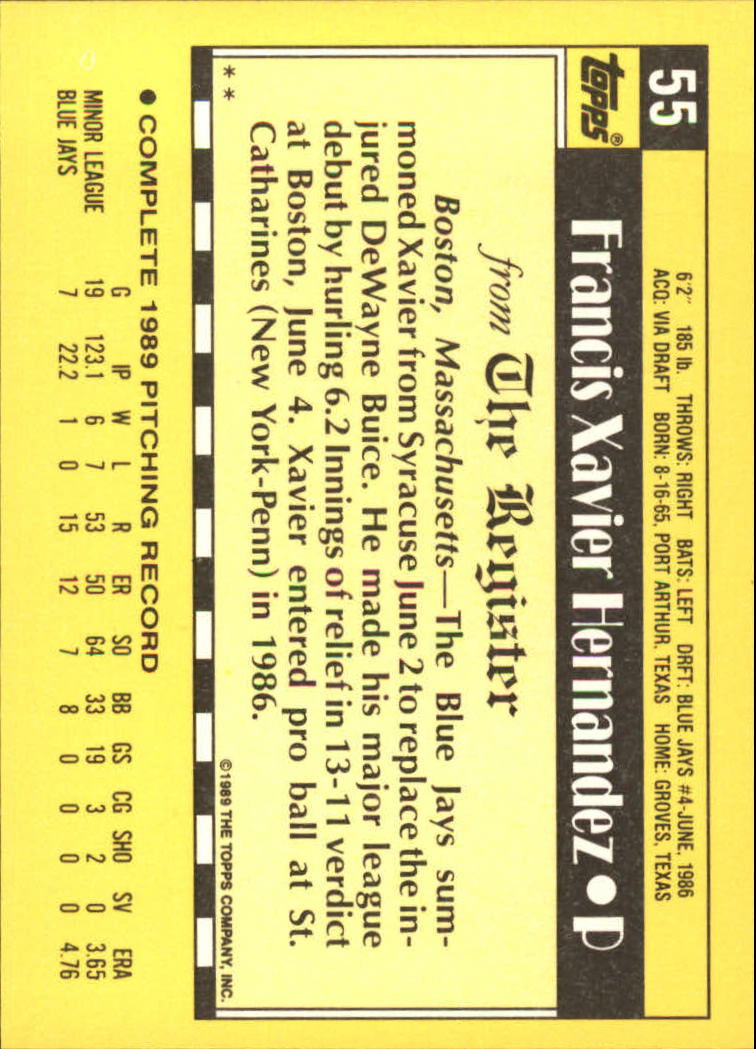 55
6'2" 185 lb. THROWS: RIGHT BATS: LEFT DRFT: BLUE JAYS #4-JUNE, 1986
ACQ: VIA DRAFT BORN: 8-16-65, PORT ARTHUR, TEXAS HOME: GROVES, TEXAS
topps®
Francis Xavier Hernandez • P
from The Register
Boston, Massachusetts—The Blue Jays sum-
moned Xavier from Syracuse June 2 to replace the in-
jured DeWayne Buice. He made his major league
debut by hurling 6.2 Innings of relief in 13-11 verdict
at Boston, June 4. Xavier entered pro ball at St.
Catharines (New York-Penn) in 1986.
**
©1989 THE TOPPS COMPANY, INC.
• COMPLETE 1989 PITCHING RECORD
G IP W L R ER SO BB GS CG SHO SV ERA
MINOR LEAGUE 19 123.1 6 7 53 50 64 33 19 3 2 0 3.65
BLUE JAYS 7 22.2 1 0 15 12 7 8 0 0 0 0 4.76